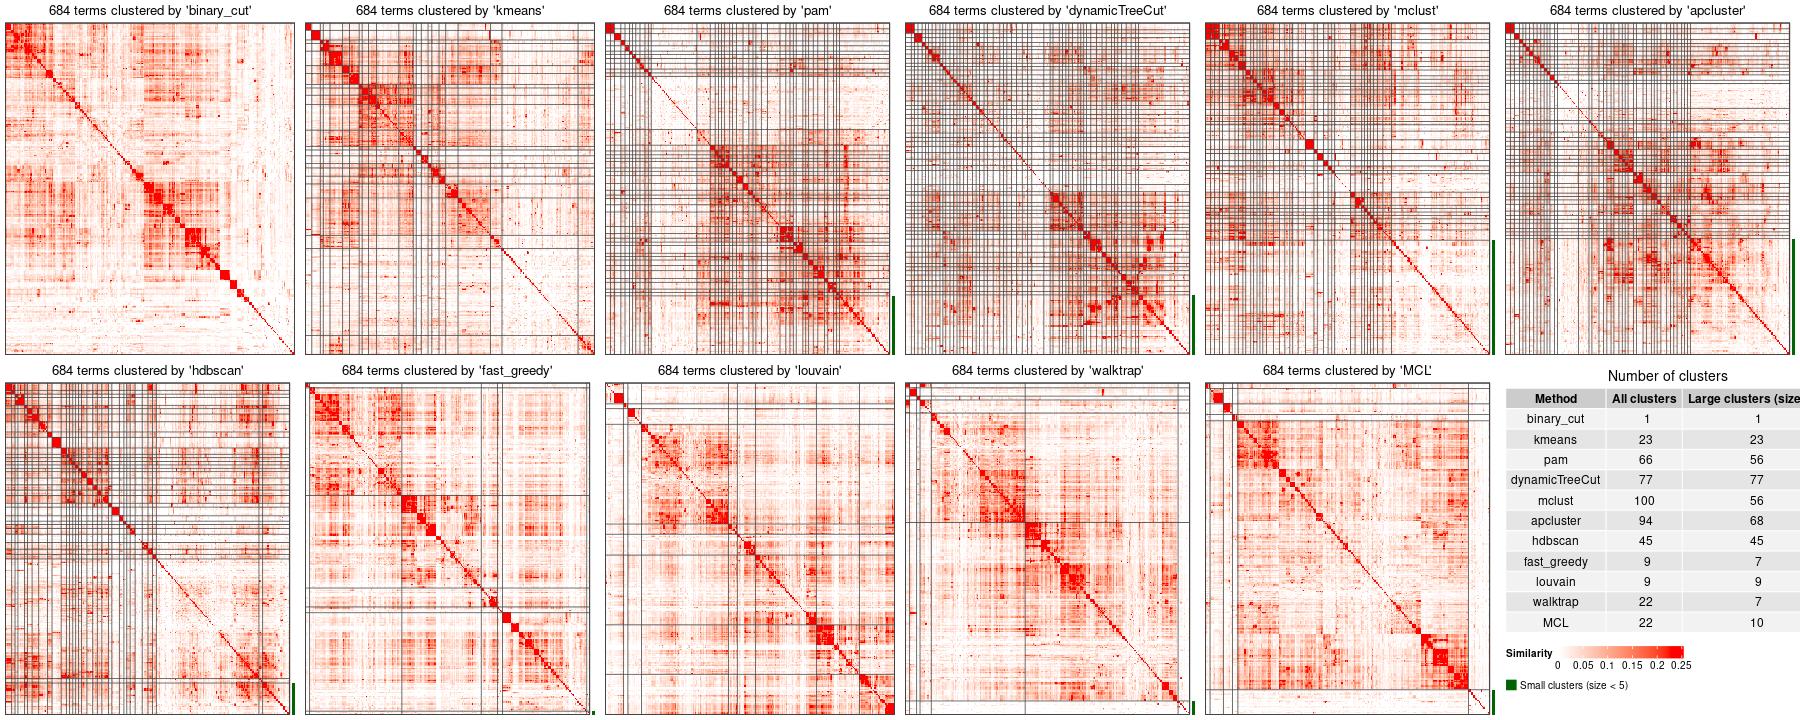 684 terms clustered by 'binary_cut'
684 terms clustered by 'kmeans'
684 terms clustered by 'pam'
684 terms clustered by 'dynamicTreeCut'
684 terms clustered by 'mclust'
684 terms clustered by 'apcluster'
684 terms clustered by 'hdbscan'
684 terms clustered by 'fast_greedy'
684 terms clustered by 'louvain'
684 terms clustered by 'walktrap'
684 terms clustered by 'MCL'
Number of clusters
Method All clusters Large clusters (size
binary_cut 1 1
kmeans 23 23
pam 66 56
dynamicTreeCut 77 77
mclust 100 56
apcluster 94 68
hdbscan 45 45
fast_greedy 9 7
louvain 9 9
walktrap 22 7
MCL 22 10
Similarity
0 0.05 0.1 0.15 0.2 0.25
Small clusters (size < 5)